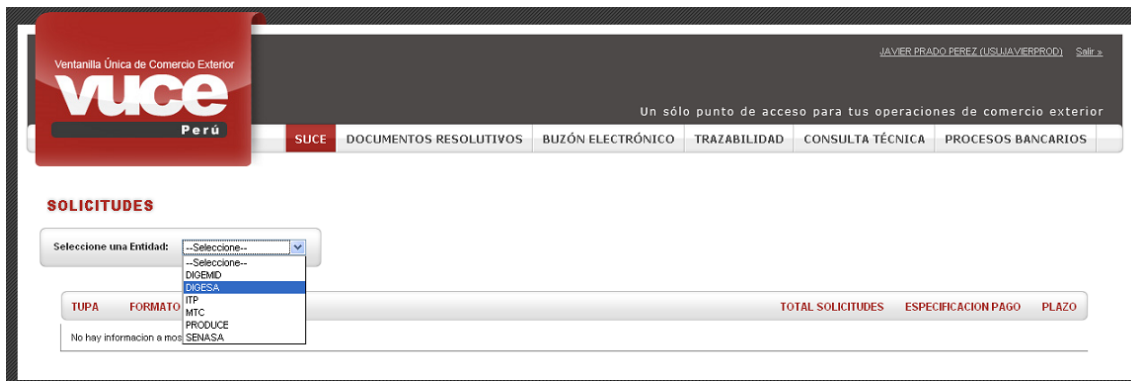 JAVIER PRADO PEREZ (USUJAVIERPROD) Salir »
Ventanilla Única de Comercio Exterior
vuce
Perú
Un sólo punto de acceso para tus operaciones de comercio exterior
SUCE DOCUMENTOS RESOLUTIVOS BUZÓN ELECTRÓNICO TRAZABILIDAD CONSULTA TÉCNICA PROCESOS BANCARIOS
SOLICITUDES
Seleccione una Entidad: --Seleccione--
--Seleccione--
DIGEMID
DIGESA
ITP
MTC
PRODUCE
SENASA
TUPA FORMATO TOTAL SOLICITUDES ESPECIFICACION PAGO PLAZO
No hay informacion a mos